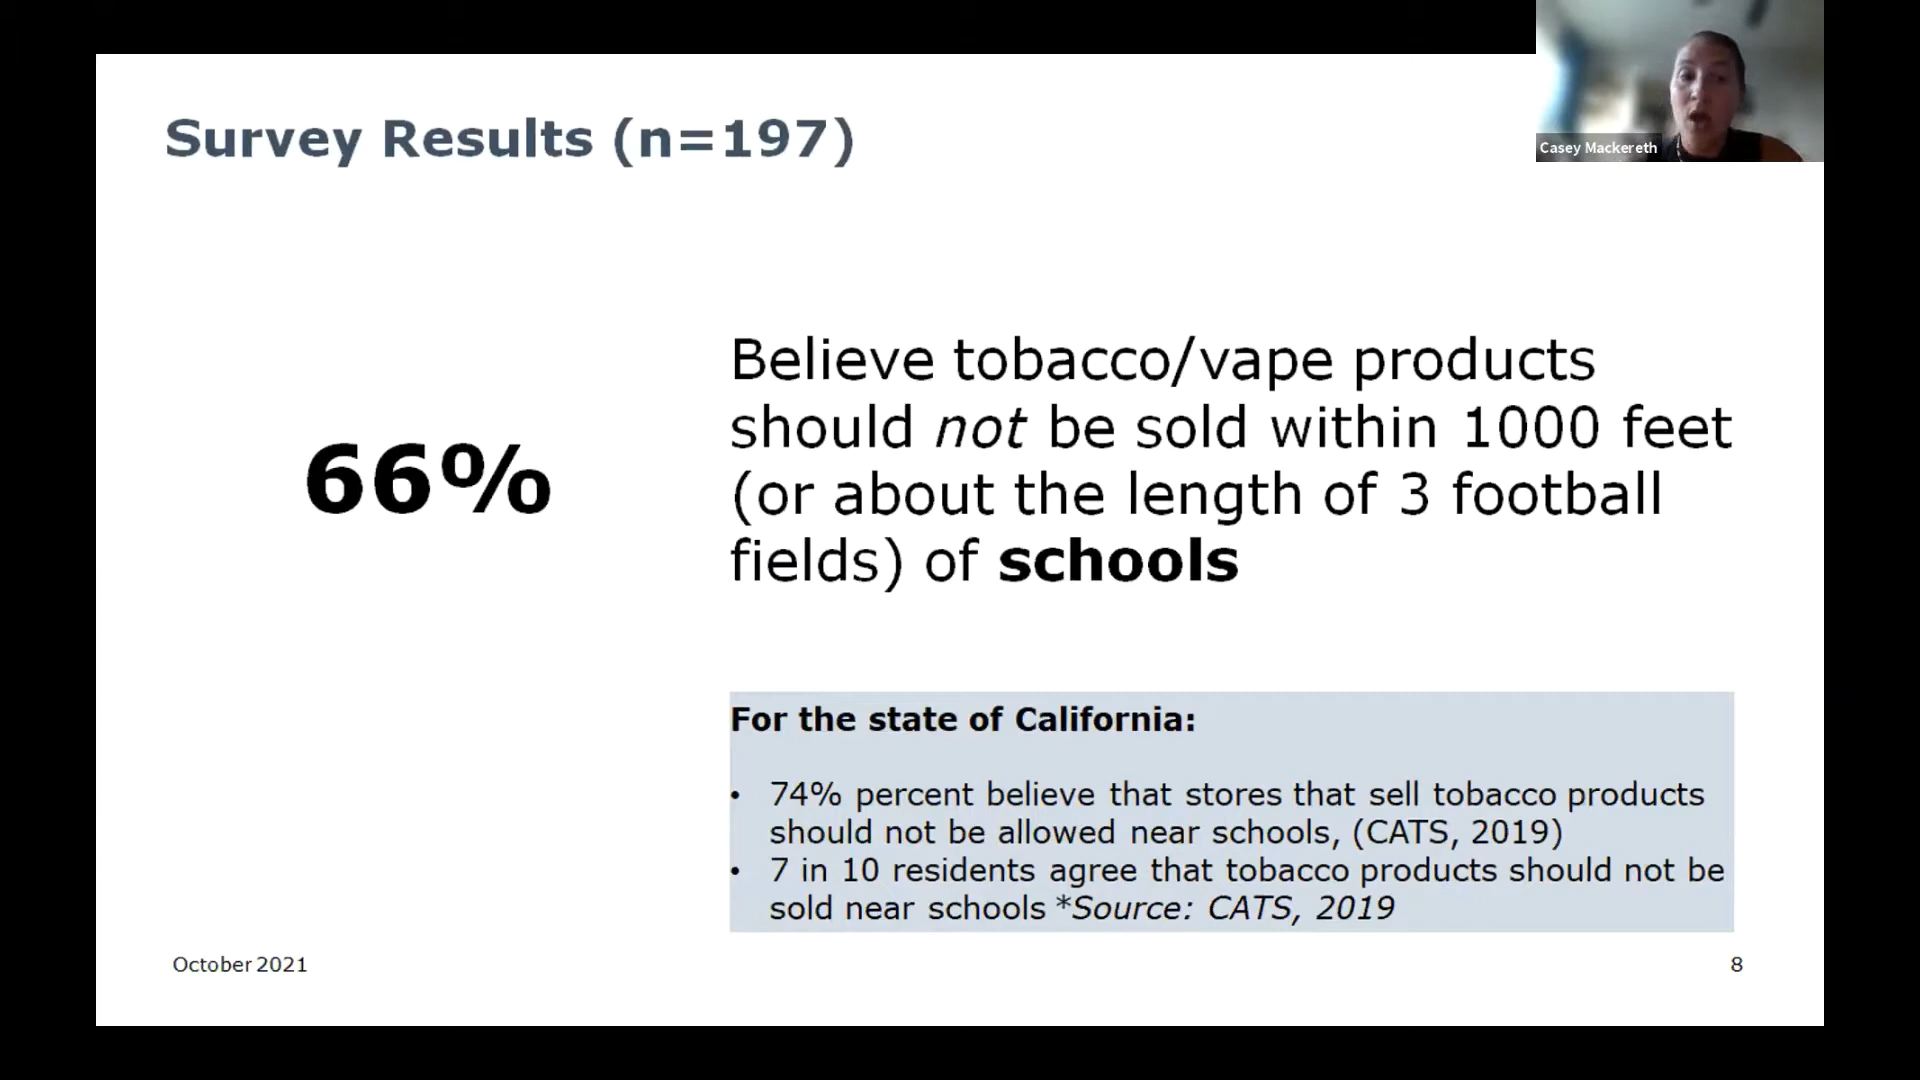 Survey Results (n=197)
Casey Mackereth
66%
Believe tobacco/vape products
should not be sold within 1000 feet
(or about the length of 3 football
fields) of schools
For the state of California:
• 74% percent believe that stores that sell tobacco products
should not be allowed near schools, (CATS, 2019)
• 7 in 10 residents agree that tobacco products should not be
sold near schools *Source: CATS, 2019
October 2021
8